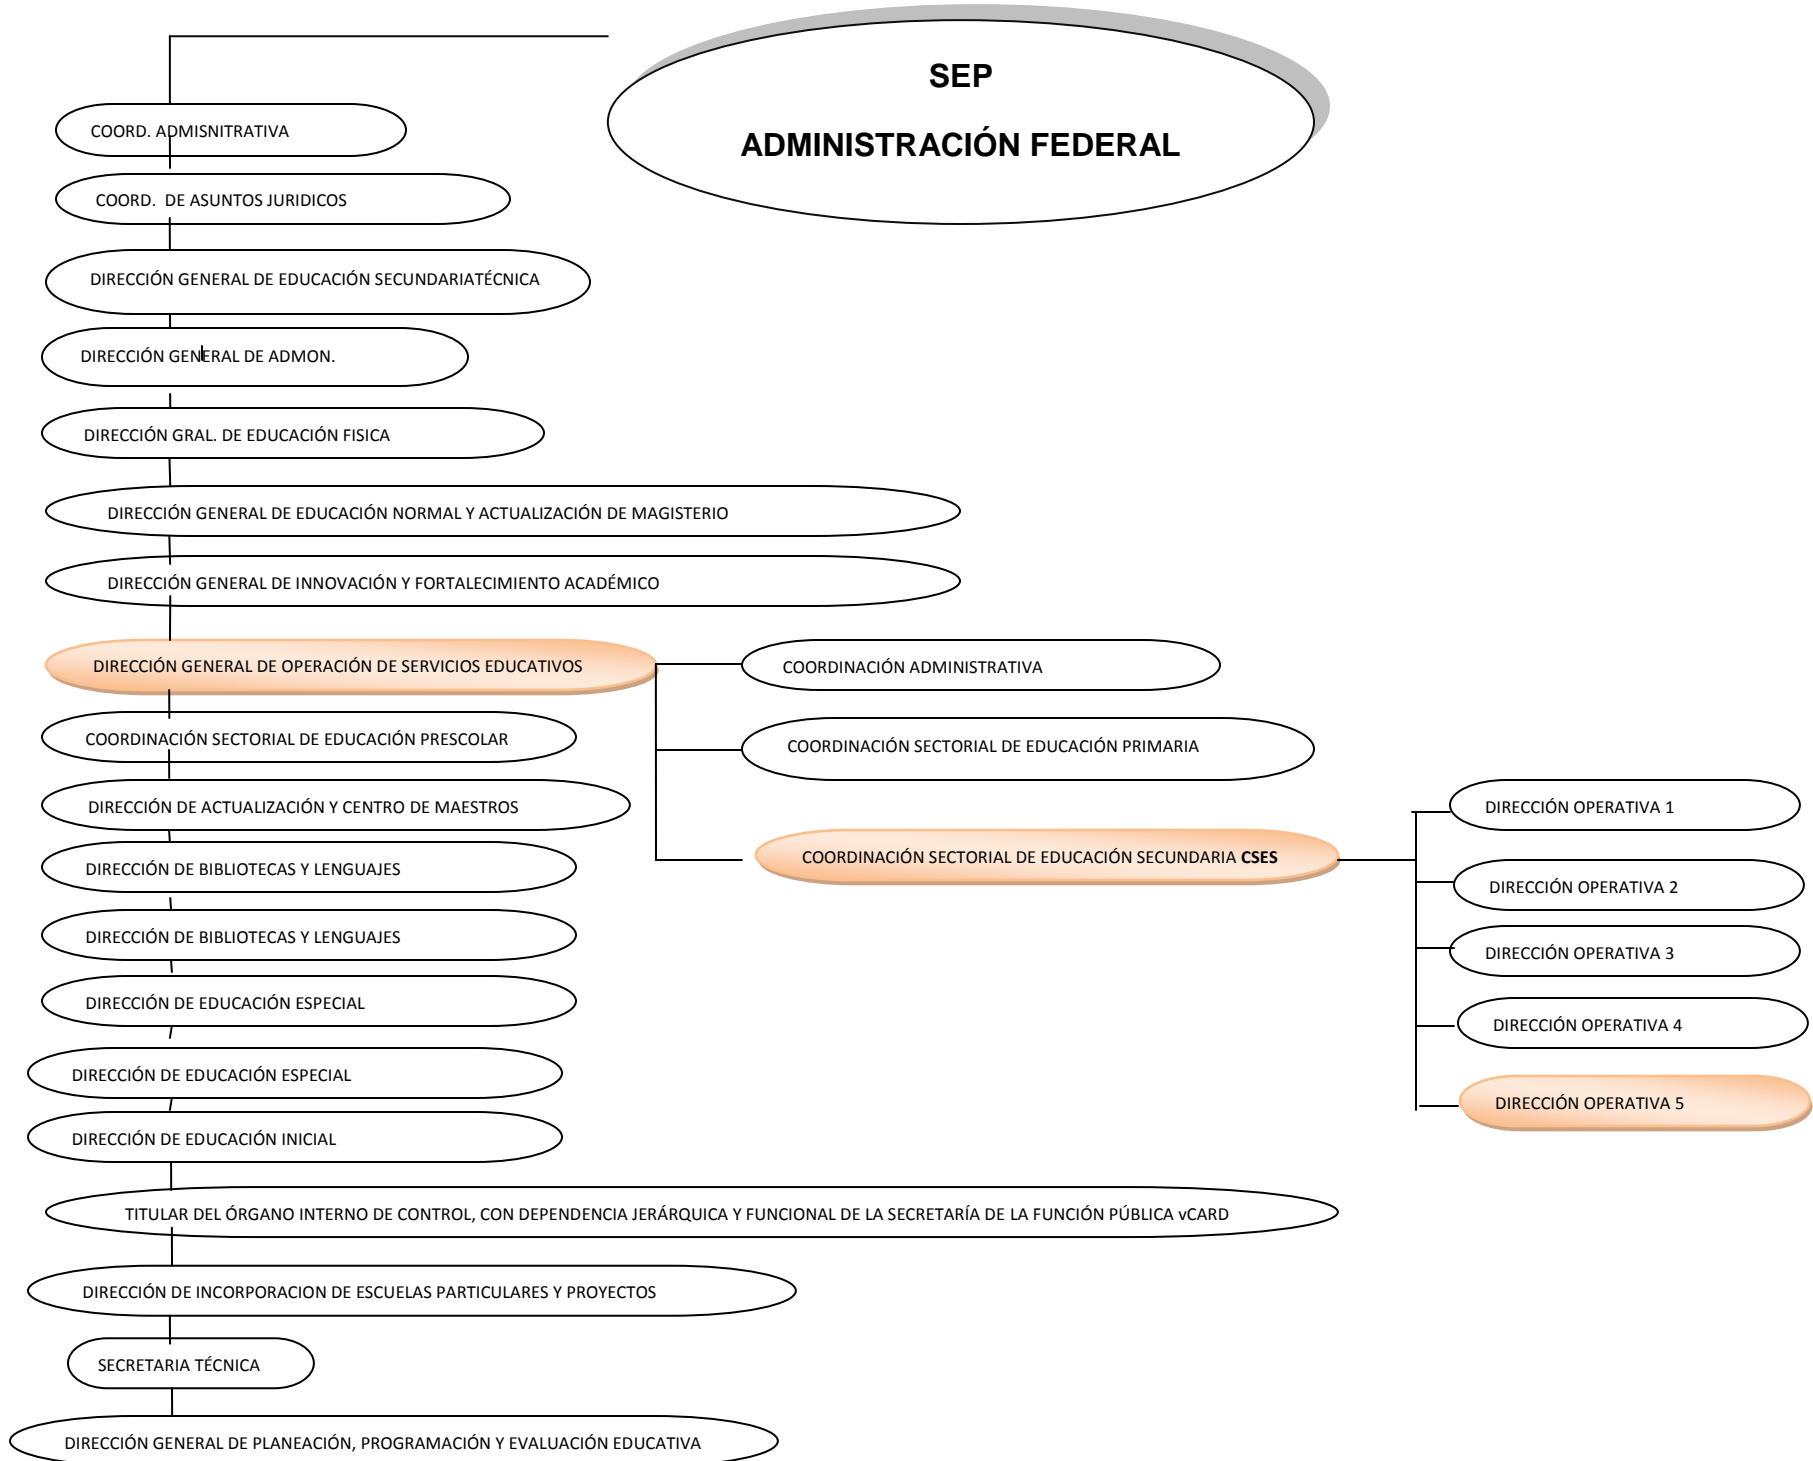 SEP
ADMINISTRACIÓN FEDERAL
COORD. ADMISNITRATIVA
COORD. DE ASUNTOS JURIDICOS
DIRECCIÓN GENERAL DE EDUCACIÓN SECUNDARIATÉCNICA
DIRECCIÓN GENERAL DE ADMON.
DIRECCIÓN GRAL. DE EDUCACIÓN FISICA
DIRECCIÓN GENERAL DE EDUCACIÓN NORMAL Y ACTUALIZACIÓN DE MAGISTERIO
DIRECCIÓN GENERAL DE INNOVACIÓN Y FORTALECIMIENTO ACADÉMICO
DIRECCIÓN GENERAL DE OPERACIÓN DE SERVICIOS EDUCATIVOS
COORDINACIÓN SECTORIAL DE EDUCACIÓN PRESCOLAR
DIRECCIÓN DE ACTUALIZACIÓN Y CENTRO DE MAESTROS
DIRECCIÓN DE BIBLIOTECAS Y LENGUAJES
DIRECCIÓN DE BIBLIOTECAS Y LENGUAJES
DIRECCIÓN DE EDUCACIÓN ESPECIAL
DIRECCIÓN DE EDUCACIÓN ESPECIAL
DIRECCIÓN DE EDUCACIÓN INICIAL
TITULAR DEL ÓRGANO INTERNO DE CONTROL, CON DEPENDENCIA JERÁRQUICA Y FUNCIONAL DE LA SECRETARÍA DE LA FUNCIÓN PÚBLICA vCARD
DIRECCIÓN DE INCORPORACION DE ESCUELAS PARTICULARES Y PROYECTOS
SECRETARIA TÉCNICA
DIRECCIÓN GENERAL DE PLANEACIÓN, PROGRAMACIÓN Y EVALUACIÓN EDUCATIVA
COORDINACIÓN ADMINISTRATIVA
COORDINACIÓN SECTORIAL DE EDUCACIÓN PRIMARIA
COORDINACIÓN SECTORIAL DE EDUCACIÓN SECUNDARIA CSES
DIRECCIÓN OPERATIVA 1
DIRECCIÓN OPERATIVA 2
DIRECCIÓN OPERATIVA 3
DIRECCIÓN OPERATIVA 4
DIRECCIÓN OPERATIVA 5